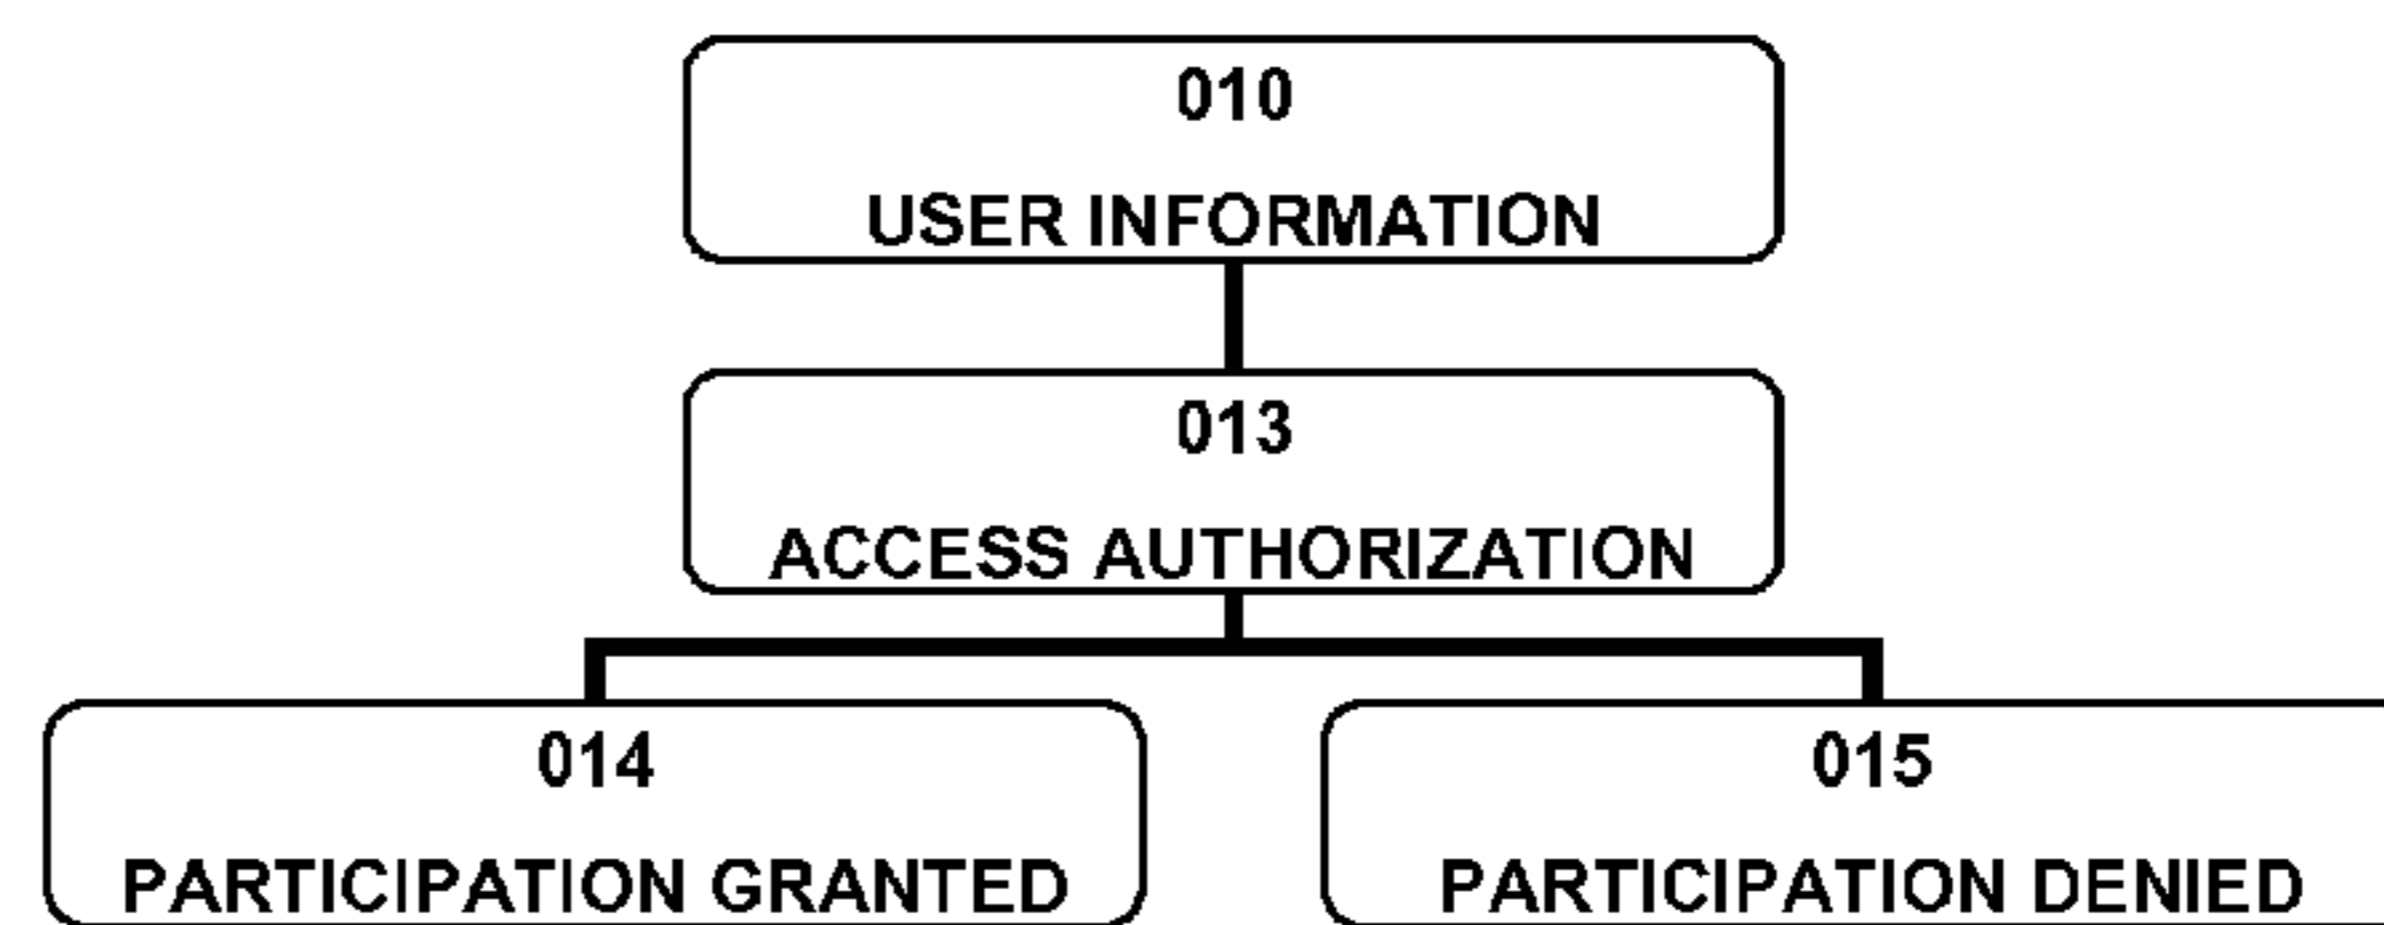 010
USER INFORMATION
013
ACCESS AUTHORIZATION
014
PARTICIPATION GRANTED
015
PARTICIPATION DENIED